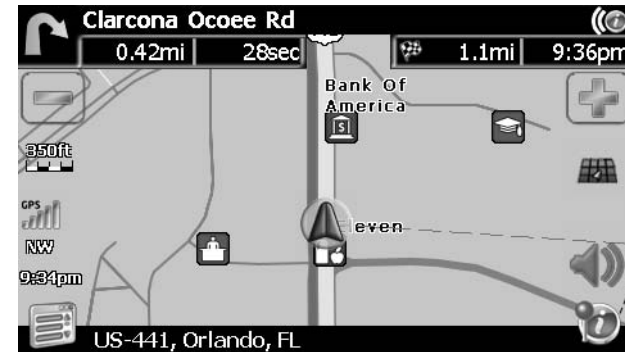 Clarcona Ocoee Rd
0.42mi 28sec 1.1mi 9:36pm
Bank Of
America
350ft
GPS
NW
eleven
9:34pm
US-441, Orlando, FL